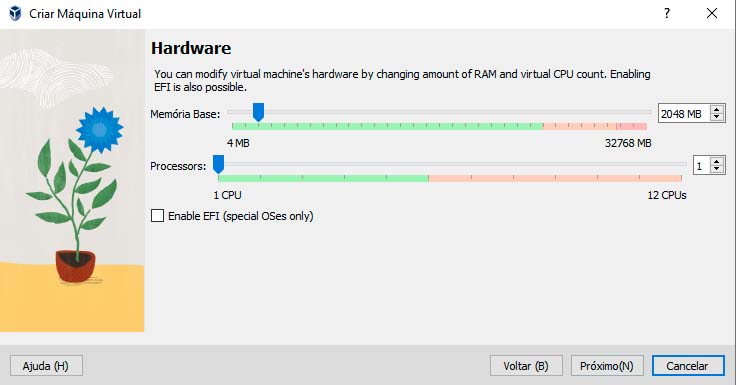 Criar Máquina Virtual
Hardware
You can modify virtual machine's hardware by changing amount of RAM and virtual CPU count. Enabling
EFI is also possible.
Memória Base:
2048 MB
4 MB
32768 MB
Processors:
1
1 CPU
12 CPUs
Enable EFI (special OSes only)
Ajuda (H)
Voltar (B)
Próximo(N)
Cancelar